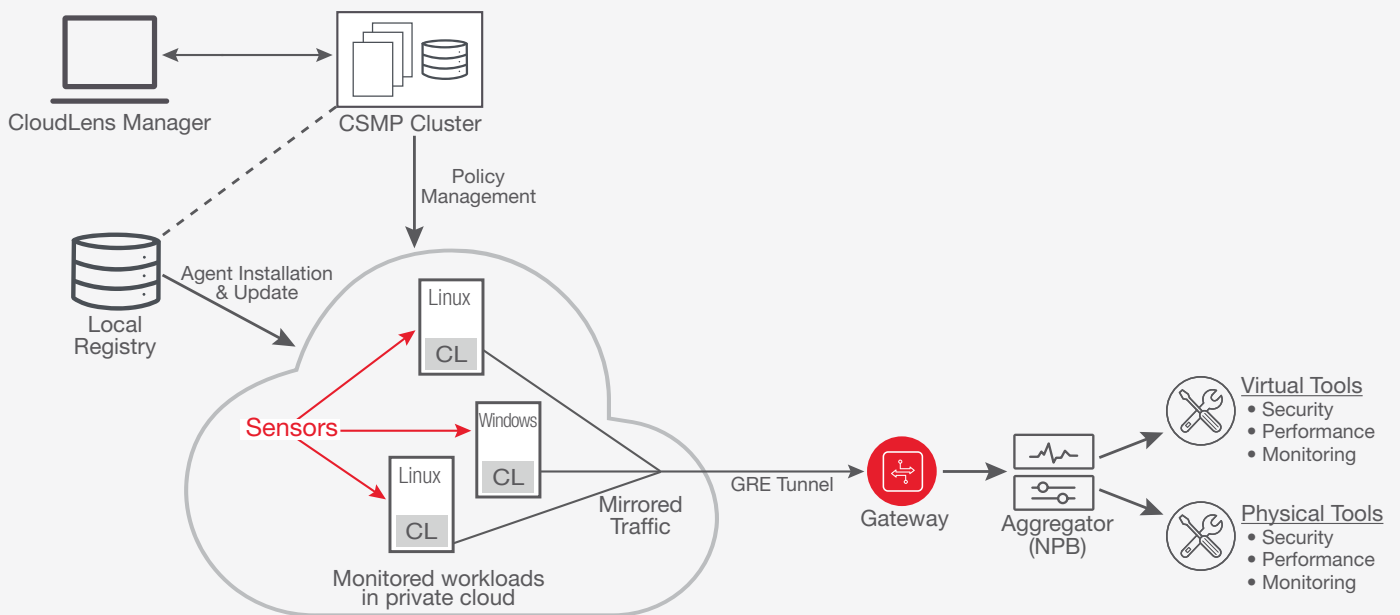 CloudLens Manager
CSMP Cluster
Policy
Management
Local
Registry
Agent Installation
& Update
Linux
CL
Sensors
Windows
CL
Linux
CL
Mirrored
Traffic
Monitored workloads
in private cloud
GRE Tunnel
Gateway
Aggregator
(NPB)
Virtual Tools
• Security
• Performance
• Monitoring
Physical Tools
• Security
• Performance
• Monitoring